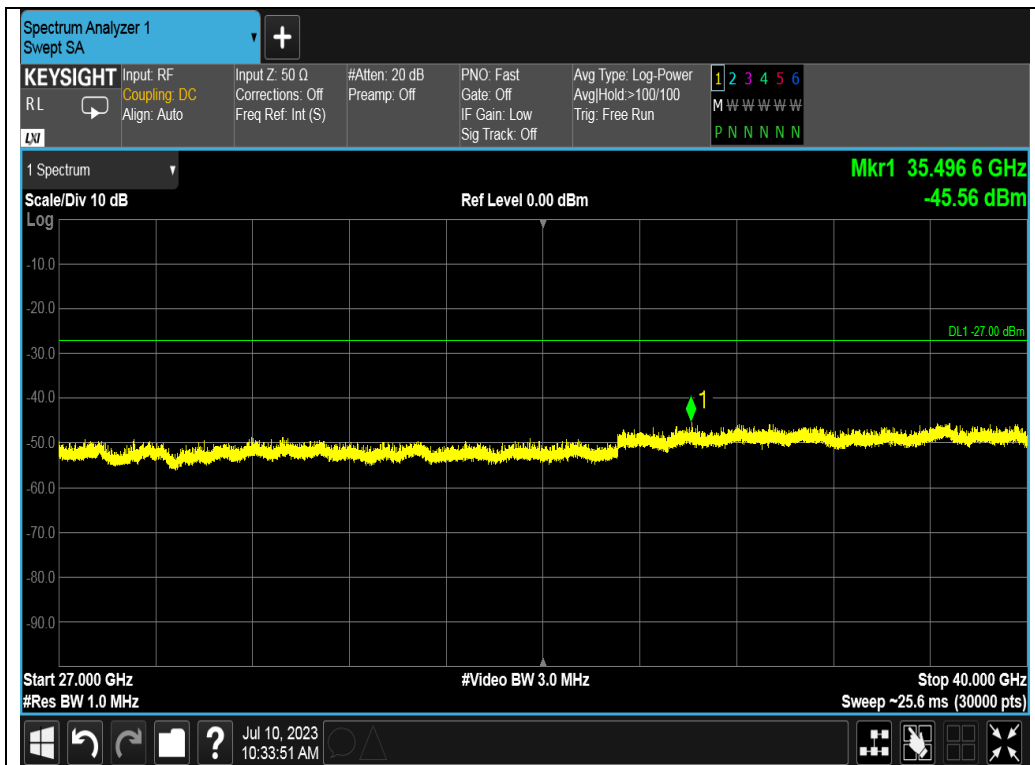 Spectrum Analyzer 1
Swept SA
KEYSIGHT
RL
LXI
Input: RF
Coupling: DC
Align: Auto
Input Z: 50 Ω
Corrections: Off
Freq Ref: Int (S)
#Atten: 20 dB
Preamp: Off
PNO: Fast
Gate: Off
IF Gain: Low
Sig Track: Off
Avg Type: Log-Power
Avg|Hold:>100/100
Trig: Free Run
1 2 3 4 5 6
M W W W W W
P N N N N N
1 Spectrum
Mkr1 35.496 6 GHz
Scale/Div 10 dB
Ref Level 0.00 dBm
-45.56 dBm
Log
-10.0
-20.0
DL1 -27.00 dBm
-30.0
-40.0
1
-50.0
-60.0
-70.0
-80.0
-90.0
Start 27.000 GHz
#Video BW 3.0 MHz
Stop 40.000 GHz
#Res BW 1.0 MHz
Sweep ~25.6 ms (30000 pts)
?
Jul 10, 2023
10:33:51 AM